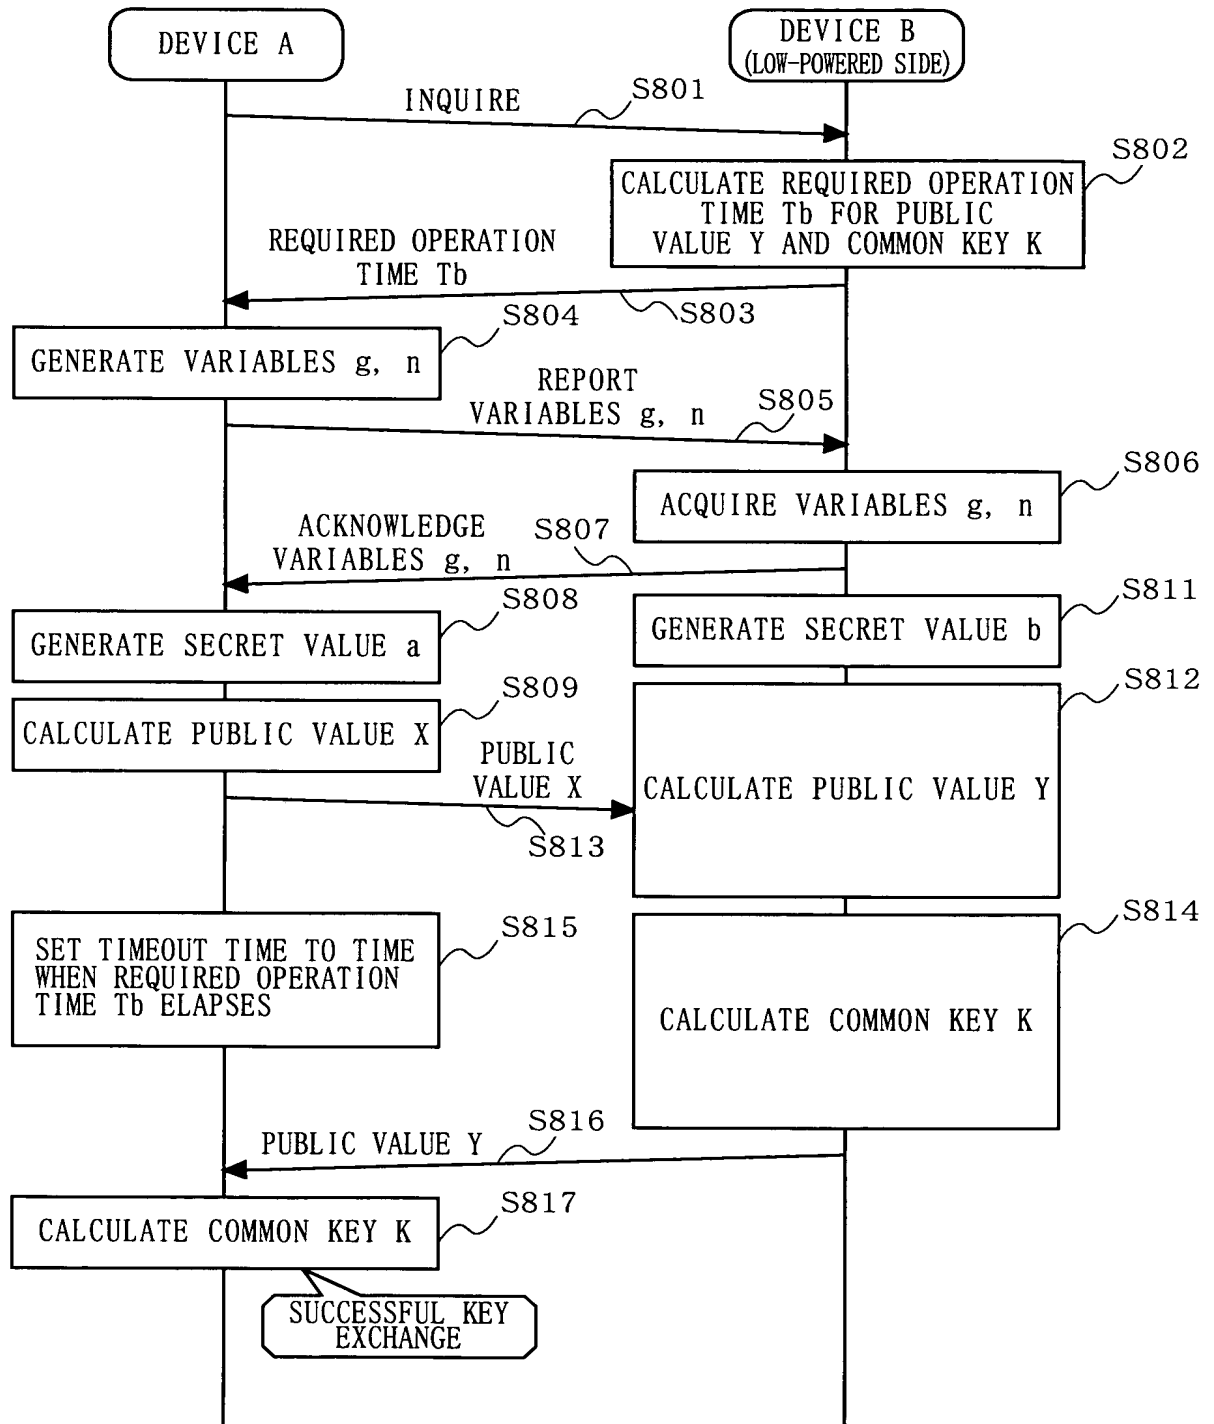 DEVICE A
DEVICE B
(LOW-POWERED SIDE)
INQUIRE
S801
S802
CALCULATE REQUIRED OPERATION
TIME Tb FOR PUBLIC
VALUE Y AND COMMON KEY K
REQUIRED OPERATION
TIME Tb
S803
S804
GENERATE VARIABLES g, n
REPORT
VARIABLES g, n
S805
S806
ACQUIRE VARIABLES g, n
ACKNOWLEDGE
VARIABLES g, n
S807
S808
GENERATE SECRET VALUE a
S811
GENERATE SECRET VALUE b
S809
CALCULATE PUBLIC VALUE X
S812
CALCULATE PUBLIC VALUE Y
PUBLIC
VALUE X
S813
S814
CALCULATE COMMON KEY K
S815
SET TIMEOUT TIME TO TIME
WHEN REQUIRED OPERATION
TIME Tb ELAPSES
S816
PUBLIC VALUE Y
S817
CALCULATE COMMON KEY K
SUCCESSFUL KEY
EXCHANGE